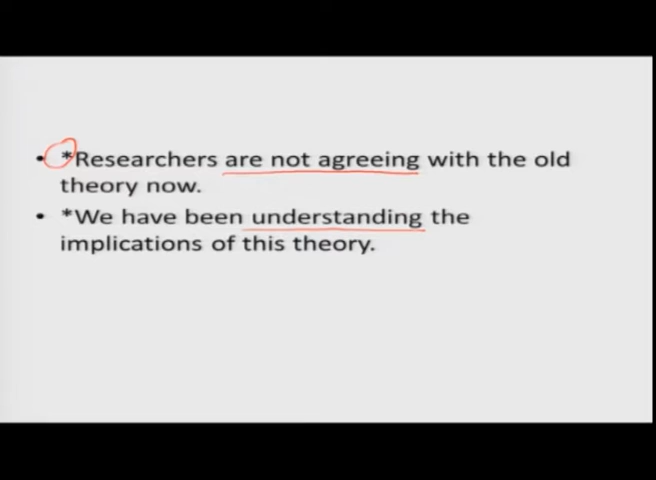 • *Researchers are not agreeing with the old
theory now.
• *We have been understanding the
implications of this theory.